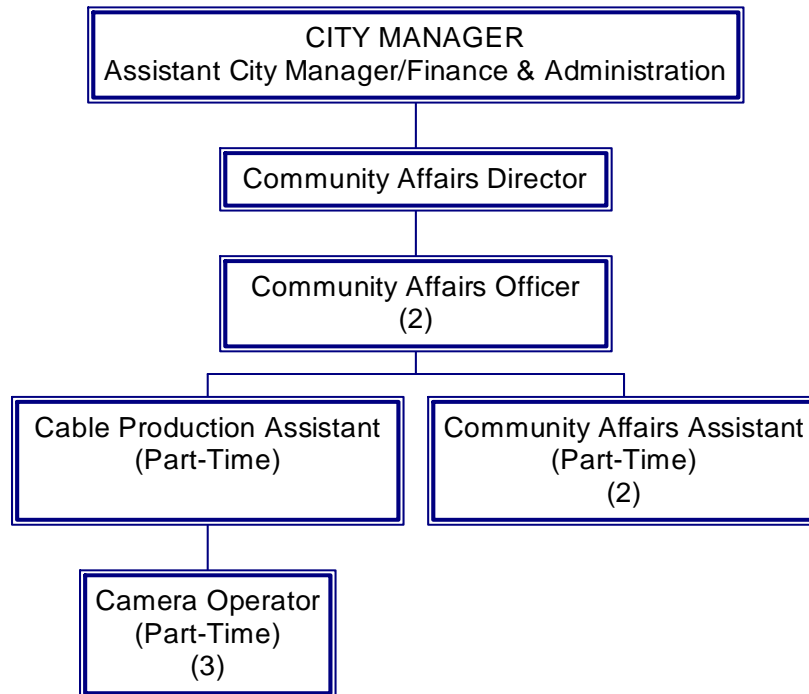 CITY MANAGER
Assistant City Manager/Finance & Administration
Community Affairs Director
Community Affairs Officer
(2)
Cable Production Assistant
(Part-Time)
Community Affairs Assistant
(Part-Time)
(2)
Camera Operator
(Part-Time)
(3)